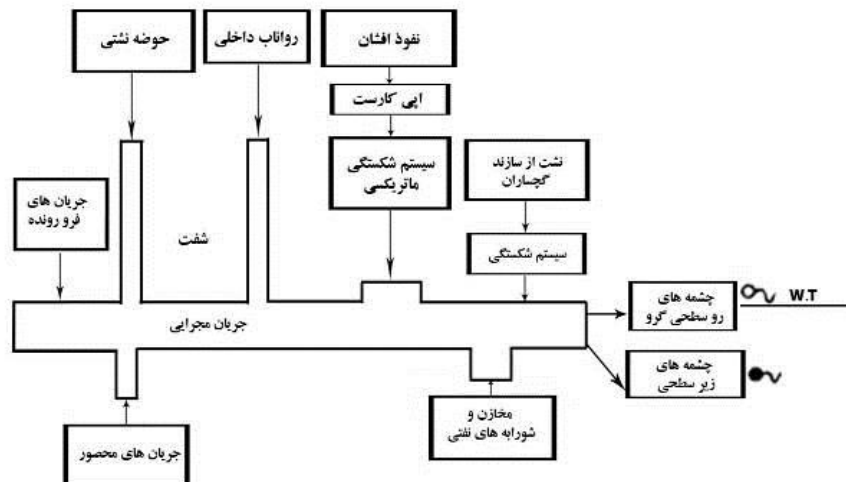 حوضه نشتی
رواناب داخلی
نفوذ افشان
اپی کارست
سیستم شکستگی
ماتریکسی
نشت از سازند
گچساران
سیستم شکستگی
جریان های
فرو رونده
شفت
جریان مجرایی
چشمه های
رو سطحی گرو
W.T
چشمه های
زیر سطحی
مخازن و
شورابه های نفتی
جریان های محصور